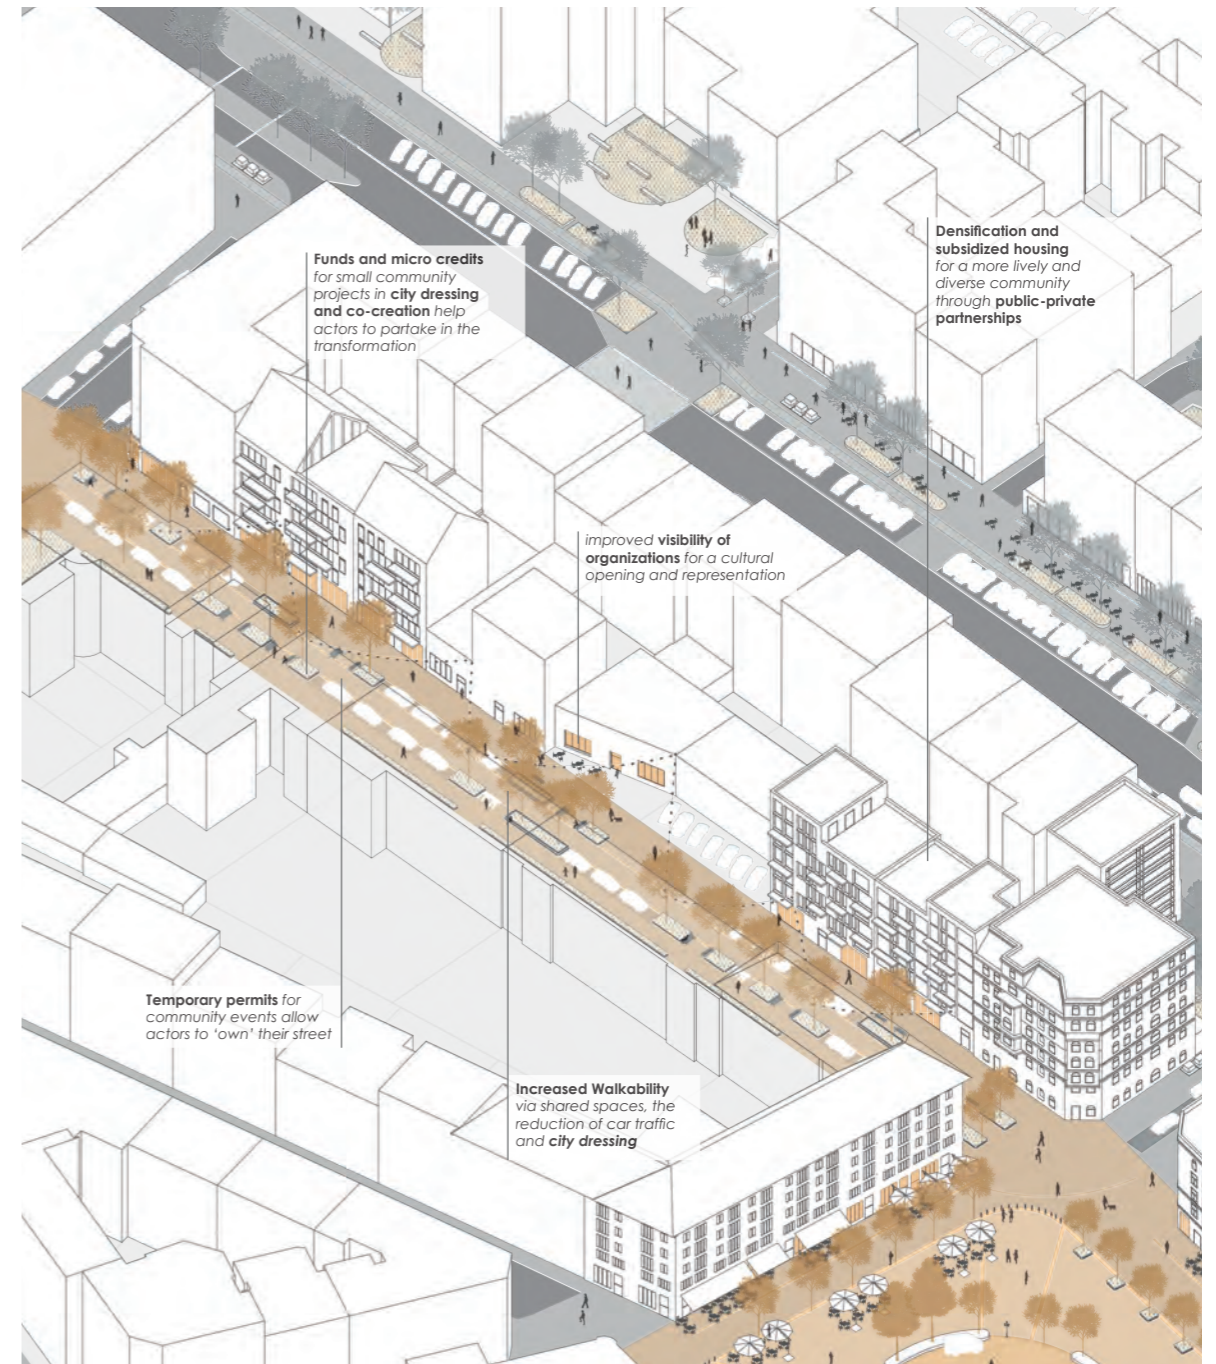 Funds and micro credits
for small community
projects in city dressing
and co-creation help
actors to partake in the
transformation
Densification and
subsidized housing
for a more lively and
diverse community
through public-private
partnerships
improved visibility of
organizations for a cultural
opening and representation
Temporary permits for
community events allow
actors to ‘own’ their street
Increased Walkability
via shared spaces, the
reduction of car traffic
and city dressing